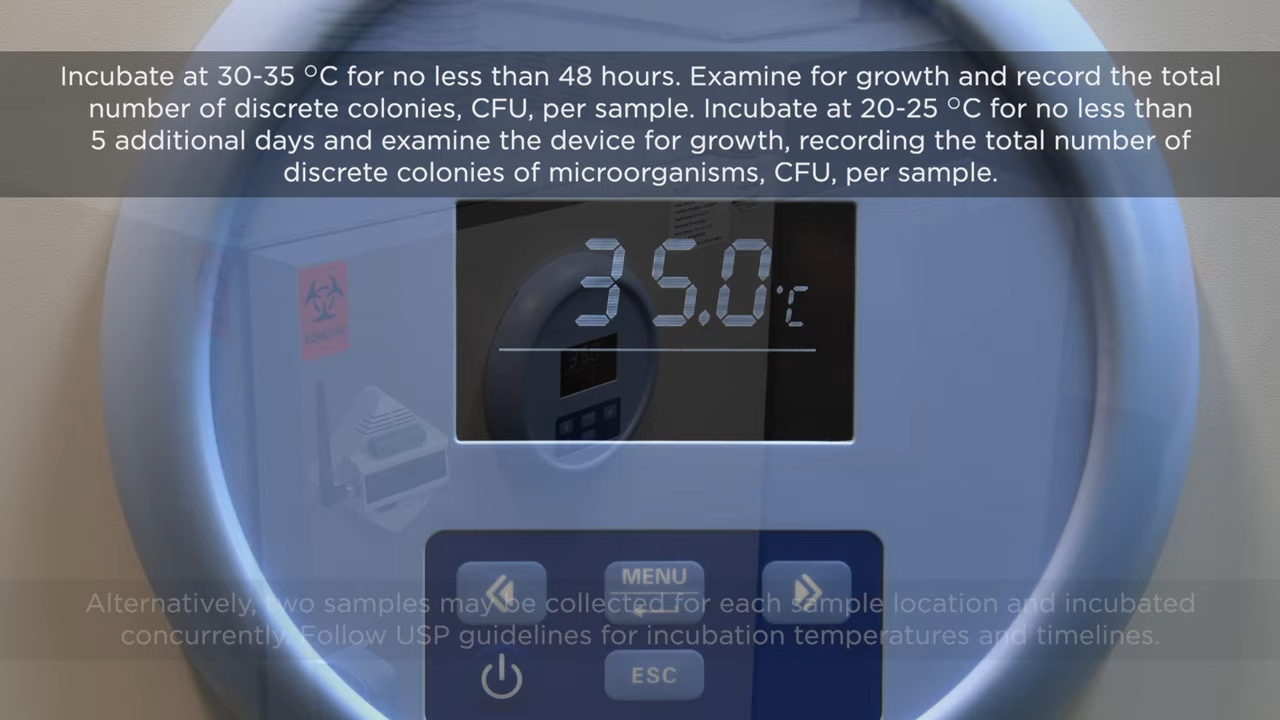 Incubate at 30-35 °C for no less than 48 hours. Examine for growth and record the total
number of discrete colonies, CFU, per sample. Incubate at 20-25 °C for no less than
5 additional days and examine the device for growth, recording the total number of
discrete colonies of microorganisms, CFU, per sample.
35.0°C
MENU
Alternatively, two samples may be collected for each sample location and incubated
concurrently. Follow USP guidelines for incubation temperatures and timelines.
ESC